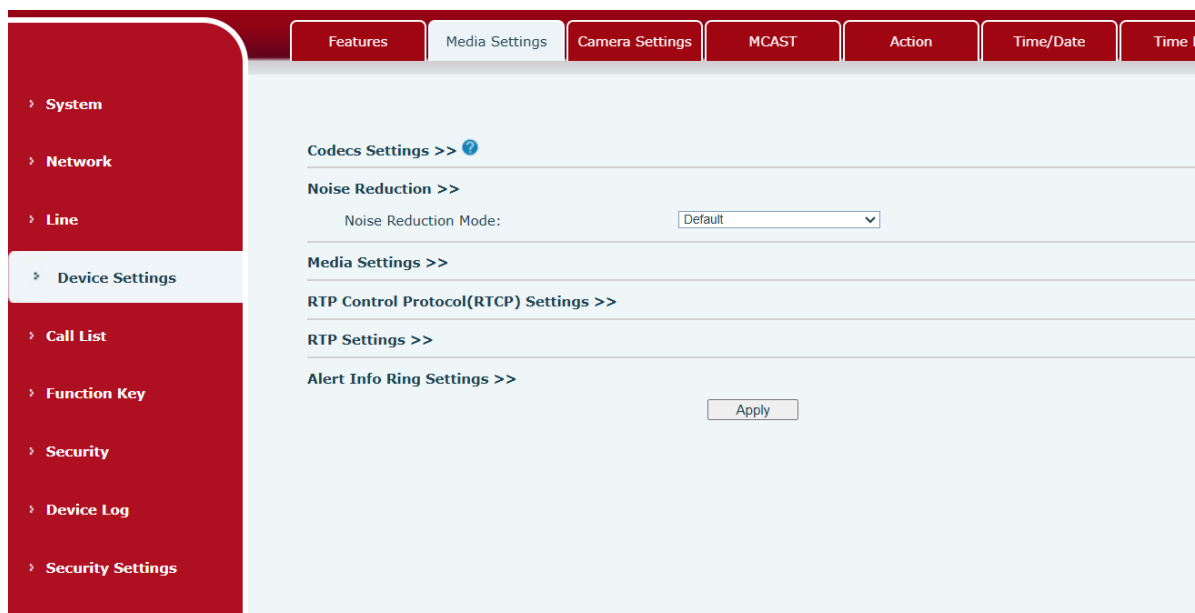 Features Media Settings Camera Settings MCAST Action Time/Date Time
System
Network
Line
Device Settings
Call List
Function Key
Security
Device Log
Security Settings
Codecs Settings >>
Noise Reduction >>
Noise Reduction Mode: Default
Media Settings >>
RTP Control Protocol(RTCP) Settings >>
RTP Settings >>
Alert Info Ring Settings >>
Apply